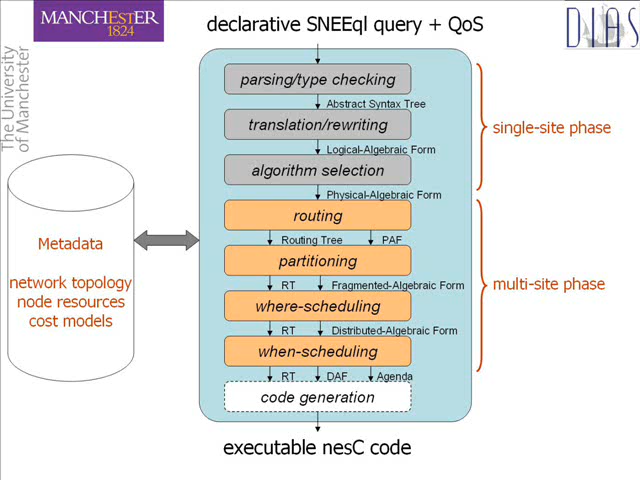 MANCHESTER
1824
The University
of Manchester
declarative SNEEql query + QoS
DIAS
parsing/type checking
Abstract Syntax Tree
translation/rewriting
Logical-Algebraic Form
algorithm selection
Physical-Algebraic Form
single-site phase
routing
Routing Tree PAF
partitioning
RT Fragmented-Algebraic Form
where-scheduling
RT Distributed-Algebraic Form
when-scheduling
RT DAF Agenda
multi-site phase
code generation
executable nesC code
Metadata
network topology
node resources
cost models